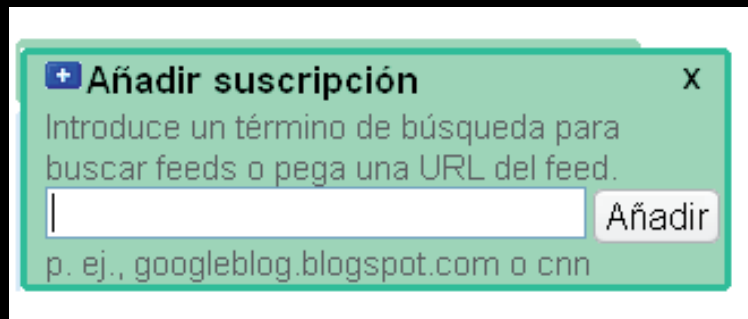 Añadir suscripción x
Introduce un término de búsqueda para
buscar feeds o pega una URL del feed.
Añadir
p. ej., googleblog.blogspot.com o cnn